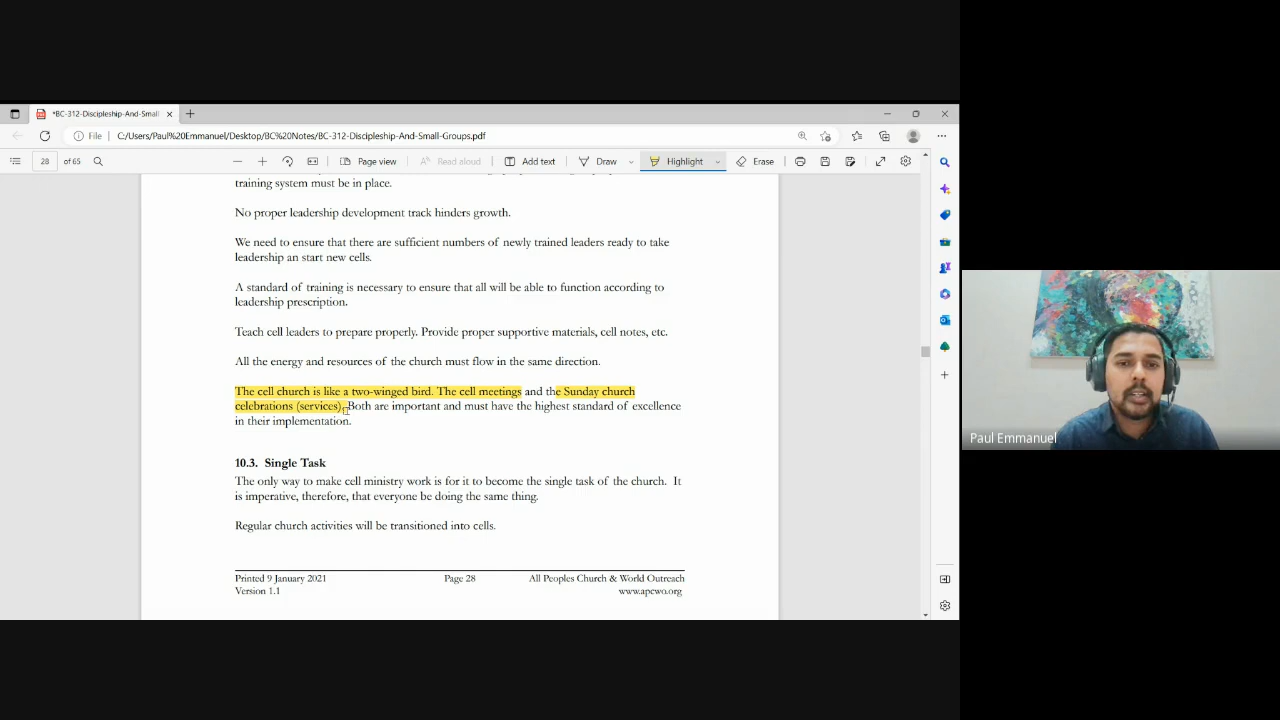 *BC-312-Discipleship-And-Small
File
C:/Users/Paul%20Emmanuel/Desktop/BC%20Notes/BC-312-Discipleship-And-Small-Groups.pdf
28 of 65
Page view
Read aloud
Add text
Draw
Highlight
Erase
training system must be in place.
No proper leadership development track hinders growth.
We need to ensure that there are sufficient numbers of newly trained leaders ready to take
leadership an start new cells.
A standard of training is necessary to ensure that all will be able to function according to
leadership prescription.
Teach cell leaders to prepare properly. Provide proper supportive materials, cell notes, etc.
All the energy and resources of the church must flow in the same direction.
The cell church is like a two-winged bird. The cell meetings and the Sunday church
celebrations (services). Both are important and must have the highest standard of excellence
in their implementation.
10.3. Single Task
The only way to make cell ministry work is for it to become the single task of the church. It
is imperative, therefore, that everyone be doing the same thing.
Regular church activities will be transitioned into cells.
Printed 9 January 2021 Page 28 All Peoples Church & World Outreach
Version 1.1 www.apcwo.org
Paul Emmanuel